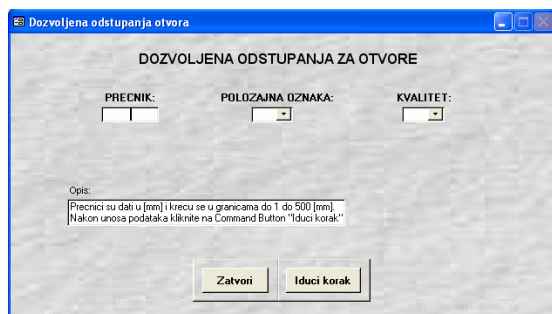 Dozvoljena odstupanja otvora
DOZVOLJENA ODSTUPANJA ZA OTVORE
PRECNIK: POLOZAJNA OZNAKA: KVALITET:
Opis:
Precnici su dati u [mm] i krecu se u granicama do 1 do 500 [mm].
Nakon unosa podataka kliknite na Command Button "Iduci korak"
Zatvori Iduci korak